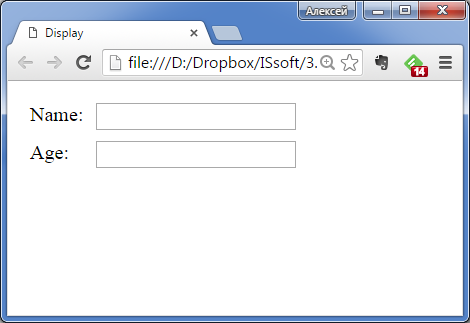 Алексей
Display
file:///D:/Dropbox/ISsoft/3.
14
Name:
Age: